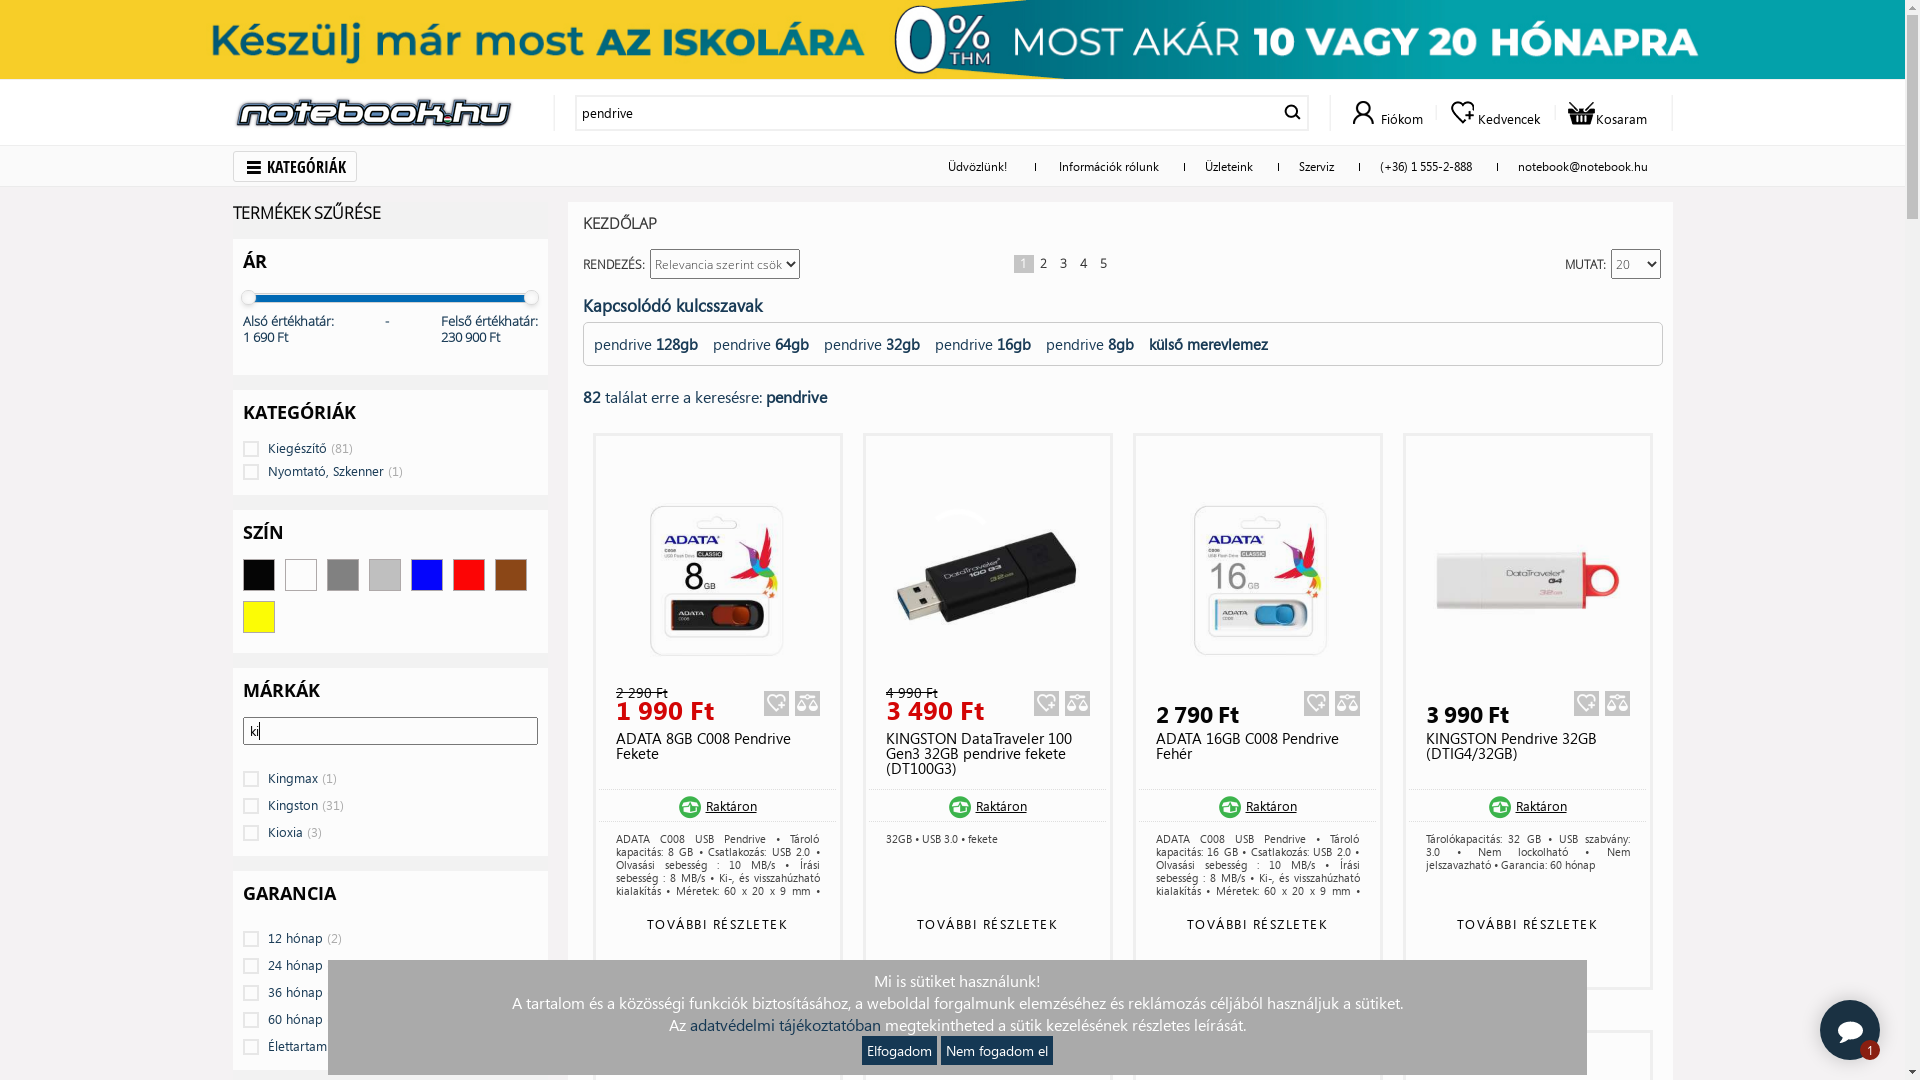 Készülj már most AZ ISKOLÁRA 0% THM MOST AKÁR 10 VAGY 20 HÓNAPRA
notebook.hu
pendrive
Fiókom
Kedvencek
Kosaram
KATEGÓRIÁK
Üdvözlünk!
Információk rólunk
Üzleteink
Szerviz
(+36) 1 555-2-888
notebook@notebook.hu
TERMÉKEK SZŰRÉSE
ÁR
Alsó értékhatár: - Felső értékhatár:
1 690 Ft 230 900 Ft
KATEGÓRIÁK
Kiegészítő (81)
Nyomtató, Szkenner (1)
SZÍN
MÁRKÁK
ki
Kingmax (1)
Kingston (31)
Kioxia (3)
GARANCIA
12 hónap (2)
24 hónap
36 hónap
60 hónap
Élettartam
KEZDŐLAP
RENDEZÉS: Relevancia szerint csök
1 2 3 4 5
MUTAT: 20
Kapcsolódó kulcsszavak
pendrive 128gb pendrive 64gb pendrive 32gb pendrive 16gb pendrive 8gb külső merevlemez
82 találat erre a keresésre: pendrive
ADATA
CLASSIC
8GB
2 290 Ft
1 990 Ft
ADATA 8GB C008 Pendrive
Fekete
Raktáron
ADATA C008 USB Pendrive • Tároló
kapacitás: 8 GB • Csatlakozás: USB 2.0 •
Olvasási sebesség : 10 MB/s • Írási
sebesség : 8 MB/s • Ki-, és visszahúzható
kialakítás • Méretek: 60 x 20 x 9 mm •
TOVÁBBI RÉSZLETEK
DataTraveler
100 G3
32GB
4 990 Ft
3 490 Ft
KINGSTON DataTraveler 100
Gen3 32GB pendrive fekete
(DT100G3)
Raktáron
32GB • USB 3.0 • fekete
TOVÁBBI RÉSZLETEK
ADATA
CLASSIC
16GB
2 790 Ft
ADATA 16GB C008 Pendrive
Fehér
Raktáron
ADATA C008 USB Pendrive • Tároló
kapacitás: 16 GB • Csatlakozás: USB 2.0 •
Olvasási sebesség : 10 MB/s • Írási
sebesség : 8 MB/s • Ki-, és visszahúzható
kialakítás • Méretek: 60 x 20 x 9 mm •
TOVÁBBI RÉSZLETEK
DataTraveler
G4
32GB
3 990 Ft
KINGSTON Pendrive 32GB
(DTIG4/32GB)
Raktáron
Tárolókapacitás: 32 GB • USB szabvány:
3.0 • Nem lockolható • Nem
jelszavazható • Garancia: 60 hónap
TOVÁBBI RÉSZLETEK
Mi is sütiket használunk!
A tartalom és a közösségi funkciók biztosításához, a weboldal forgalmunk elemzéséhez és reklámozás céljából használjuk a sütiket.
Az adatvédelmi tájékoztatóban megtekintheted a sütik kezelésének részletes leírását.
Elfogadom Nem fogadom el
1